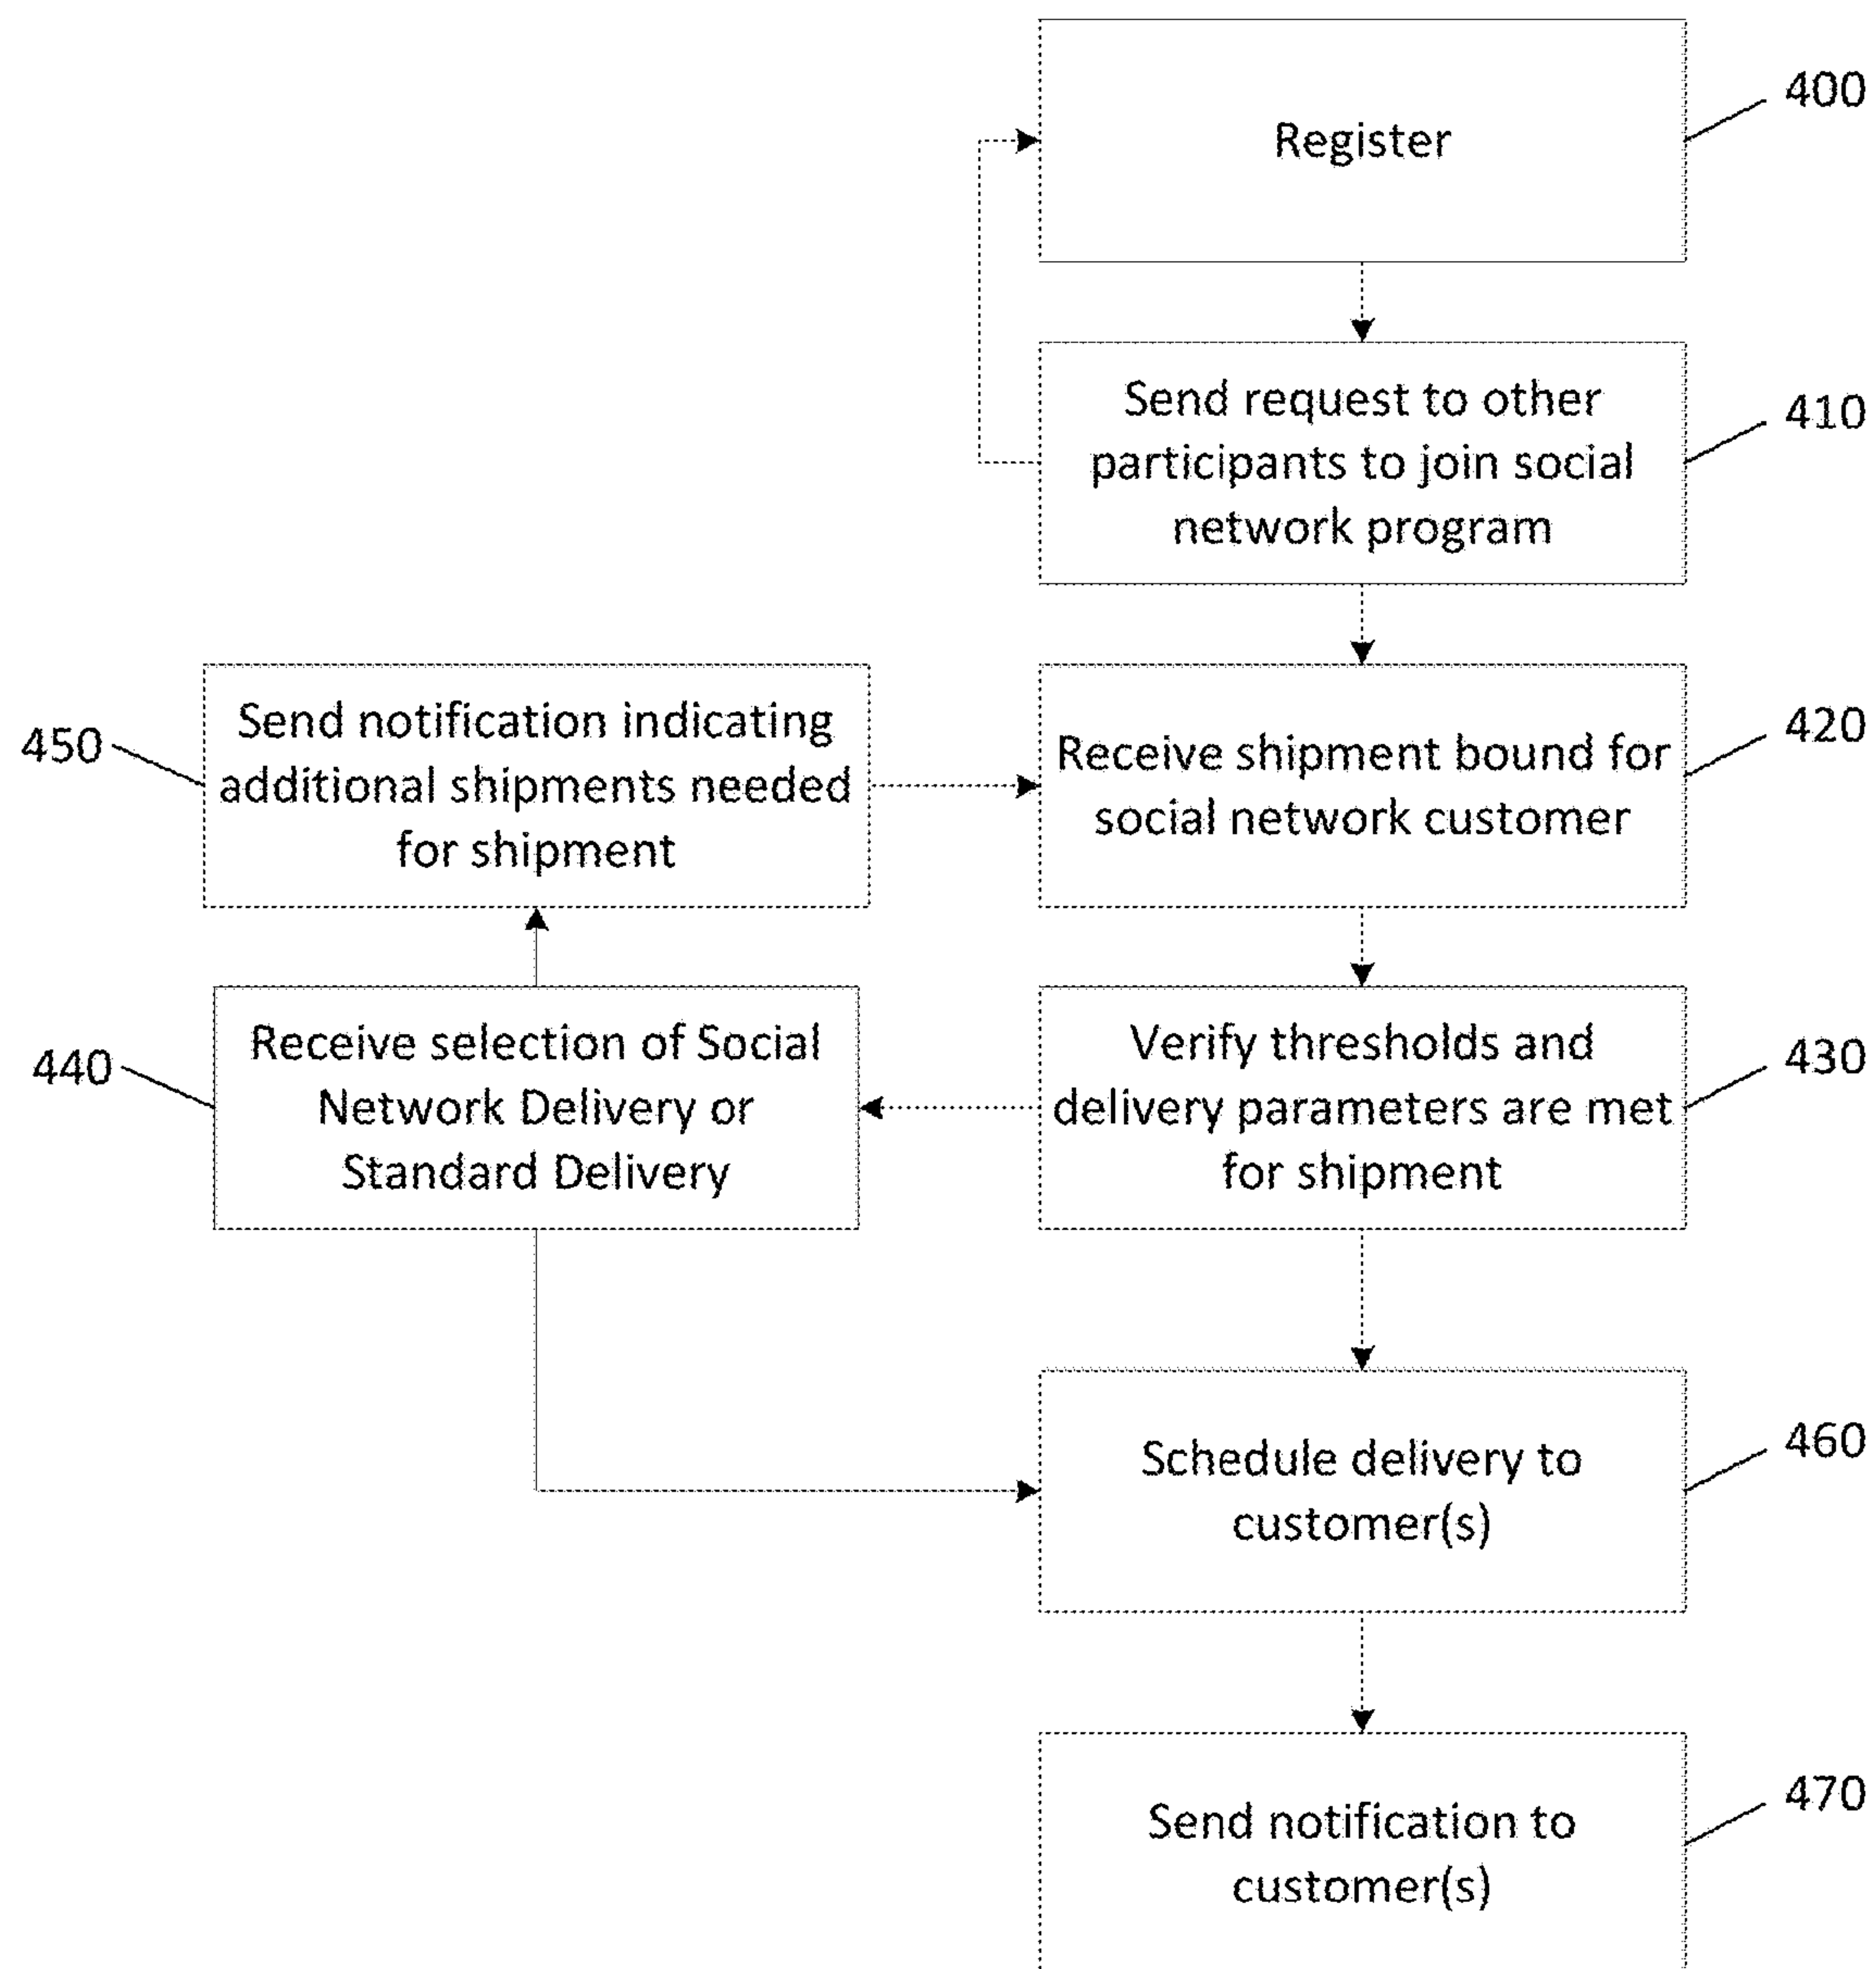 Register
400
Send request to other
participants to join social
network program
410
Send notification indicating
additional shipments needed
for shipment
450
Receive shipment bound for
social network customer
420
Receive selection of Social
Network Delivery or
Standard Delivery
440
Verify thresholds and
delivery parameters are met
for shipment
430
Schedule delivery to
customer(s)
460
Send notification to
customer(s)
470